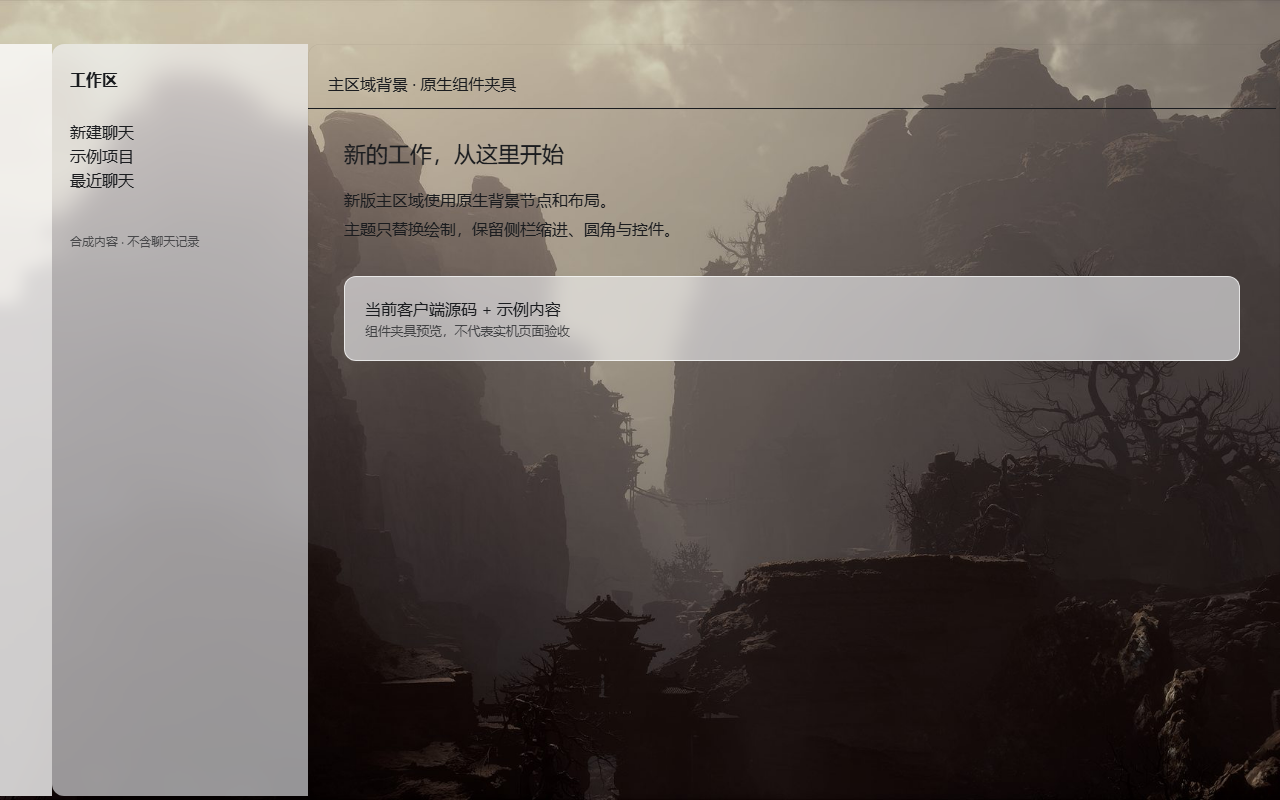 工作区
新建聊天
示例项目
最近聊天
合成内容 · 不含聊天记录
主区域背景 · 原生组件夹具
新的工作，从这里开始
新版主区域使用原生背景节点和布局。
主题只替换绘制，保留侧栏缩进、圆角与控件。
当前客户端源码 + 示例内容
组件夹具预览，不代表实机页面验收